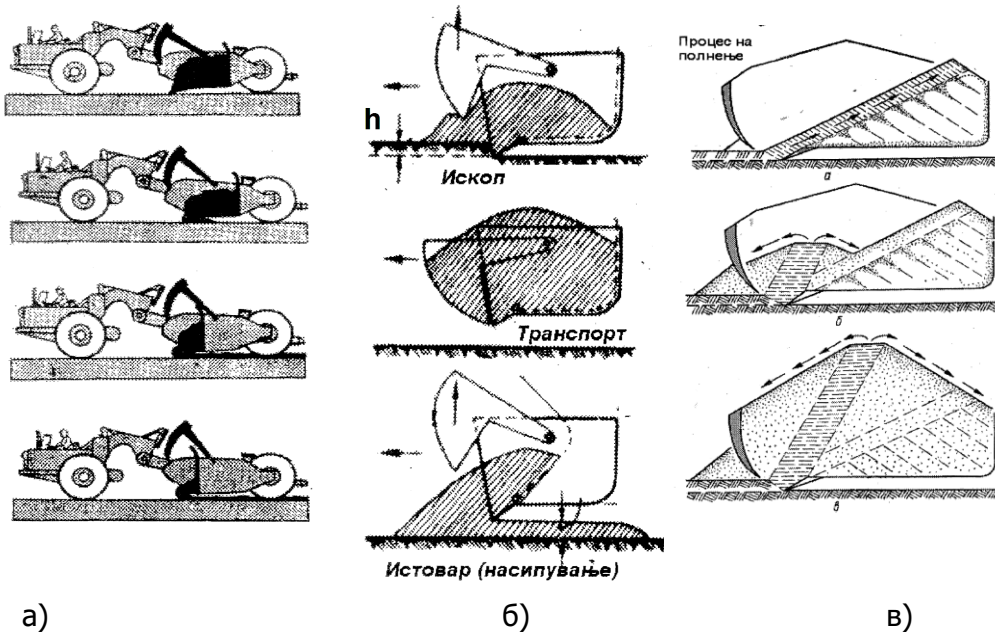 Процес на
полнење
h
Ископ
а
Транспорт
б
Истовар (насипување)
в
а)
б)
в)